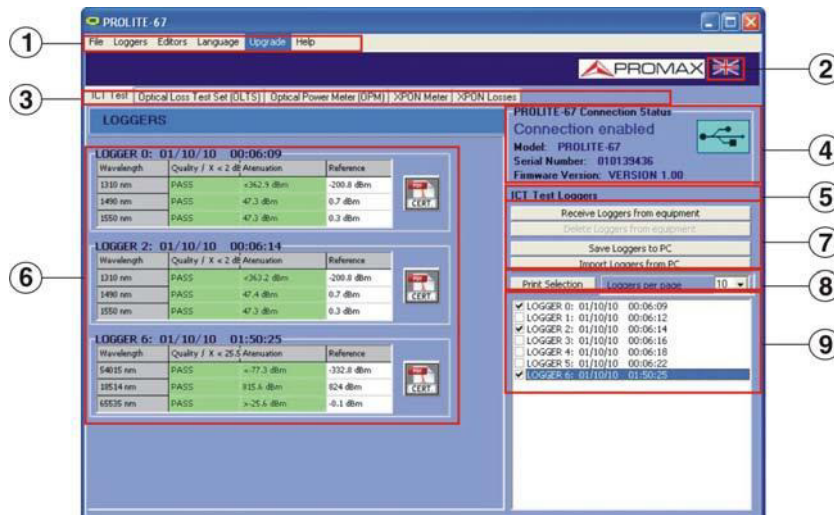 PROLITE-67
1 File Loggers Editors Language Upgrade Help
PROMAX 2
3 ICT Test Optical Loss Test Set (OLTS) Optical Power Meter (OPM) XPON Meter XPON Losses
LOGGERS
PROLITE-67 Connection Status
Connection enabled
Model: PROLITE-67 4
Serial Number: 010139436
Firmware Version: VERSION 1.00
ICT Test Loggers 5
Receive Loggers from equipment
Delete Loggers from equipment 7
Save Loggers to PC
Import Loggers from PC
Print Selection Loggers per page 10 8
LOGGER 0: 01/10/10 00:06:09
LOGGER 1: 01/10/10 00:06:12
LOGGER 2: 01/10/10 00:06:14
LOGGER 3: 01/10/10 00:06:16 9
LOGGER 4: 01/10/10 00:06:18
LOGGER 5: 01/10/10 00:06:22
LOGGER 6: 01/10/10 01:50:25
LOGGER 0: 01/10/10 00:06:09
Wavelength Quality / X < 2 dB Atenuation Reference
1310 nm PASS <362.9 dBm -200.8 dBm
1490 nm PASS 47.3 dBm 0.7 dBm
1550 nm PASS 47.3 dBm 0.3 dBm
PDF CERT
6
LOGGER 2: 01/10/10 00:06:14
Wavelength Quality / X < 2 dB Atenuation Reference
1310 nm PASS <363.2 dBm -200.8 dBm
1490 nm PASS 47.4 dBm 0.7 dBm
1550 nm PASS 47.3 dBm 0.3 dBm
PDF CERT
LOGGER 6: 01/10/10 01:50:25
Wavelength Quality / X < 25.5 Atenuation Reference
54015 nm PASS <-77.3 dBm -332.8 dBm
18514 nm PASS 815.6 dBm 824 dBm
65535 nm PASS >-25.6 dBm -0.1 dBm
PDF CERT